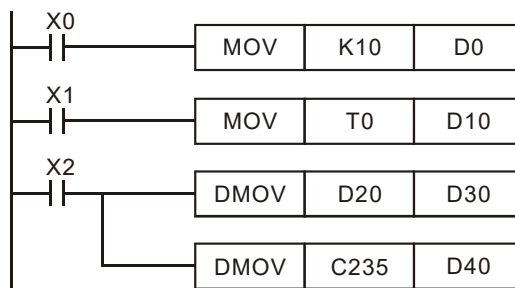 X0
MOV K10 D0
X1
MOV T0 D10
X2
DMOV D20 D30
DMOV C235 D40